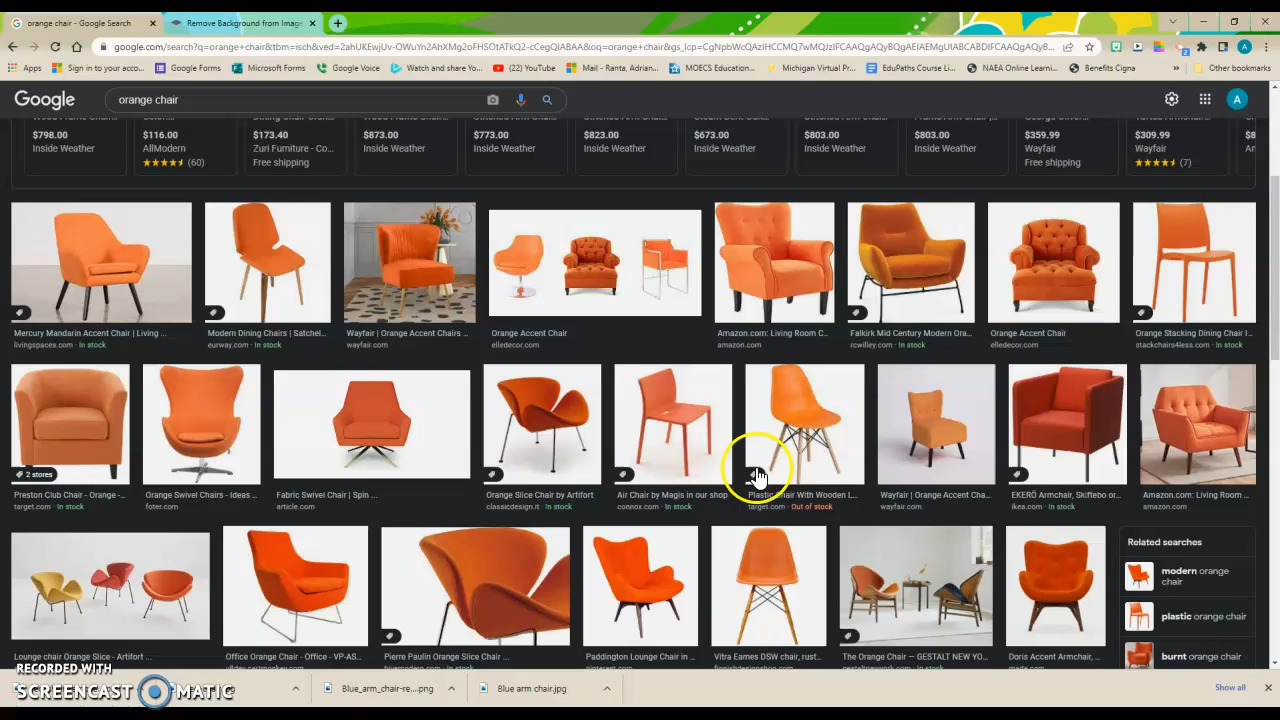 orange chair - Google Search
Remove Background from Image
google.com/search?q=orange+chair&tbm=isch&ved=2ahUKEwjUv-OWuYn2AhXMg2oFHSOtATkQ2-cCegQIABAA&oq=orange+chair&gs_lcp=CgNpbWcQAzIHCCMQ7wMQJzIFCAAQgAQyBQgAEIAEMgUIABCABDIFCAAQgAQyBQgA...
Apps
Sign in to your acco...
Google Forms
Microsoft Forms
Google Voice
Watch and share Yo...
(22) YouTube
Mail - Ranta, Adrian...
MOECS Education...
Michigan Virtual Pr...
EduPaths Course Li...
NAEA Online Learni...
Benefits Cigna
»
Other bookmarks
Google
orange chair
A
$798.00
$116.00
$173.40
$873.00
$773.00
$823.00
$673.00
$803.00
$803.00
$359.99
$309.99
$8
Inside Weather
AllModern
Zuri Furniture - Co...
Inside Weather
Inside Weather
Inside Weather
Inside Weather
Inside Weather
Inside Weather
Wayfair
Wayfair
(60)
Free shipping
Free shipping
(7)
Mercury Mandarin Accent Chair | Living ...
Modern Dining Chairs | Satchel...
Wayfair | Orange Accent Chairs ...
Orange Accent Chair
Amazon.com: Living Room C...
Falkirk Mid Century Modern Ora...
Orange Accent Chair
Orange Stacking Dining Chair I...
livingspaces.com · In stock
eurway.com · In stock
wayfair.com
elledecor.com
amazon.com
rcwilley.com · In stock
elledecor.com
stackchairs4less.com · In stock
2 stores
Preston Club Chair - Orange -...
Orange Swivel Chairs - Ideas ...
Fabric Swivel Chair | Spin ...
Orange Slice Chair by Artifort
Air Chair by Magis in our shop
Plastic Chair With Wooden L...
Wayfair | Orange Accent Cha...
EKERÖ Armchair, Skiftebo or...
Amazon.com: Living Room ...
target.com · In stock
foter.com
article.com
classicdesign.it · In stock
connox.com · In stock
target.com · Out of stock
wayfair.com
ikea.com · In stock
amazon.com
Related searches
modern orange
chair
plastic orange chair
burnt orange chair
Lounge chair Orange Slice - Artifort ...
Office Orange Chair - Office - VP-AS...
Pierre Paulin Orange Slice Chair ...
Paddington Lounge Chair in ...
Vitra Eames DSW chair, rust...
The Orange Chair — GESTALT NEW YO...
Doris Accent Armchair, ...
RECORDED WITH
SCREENCAST MATIC
Blue_arm_chair-re....png
Blue arm chair.jpg
Show all